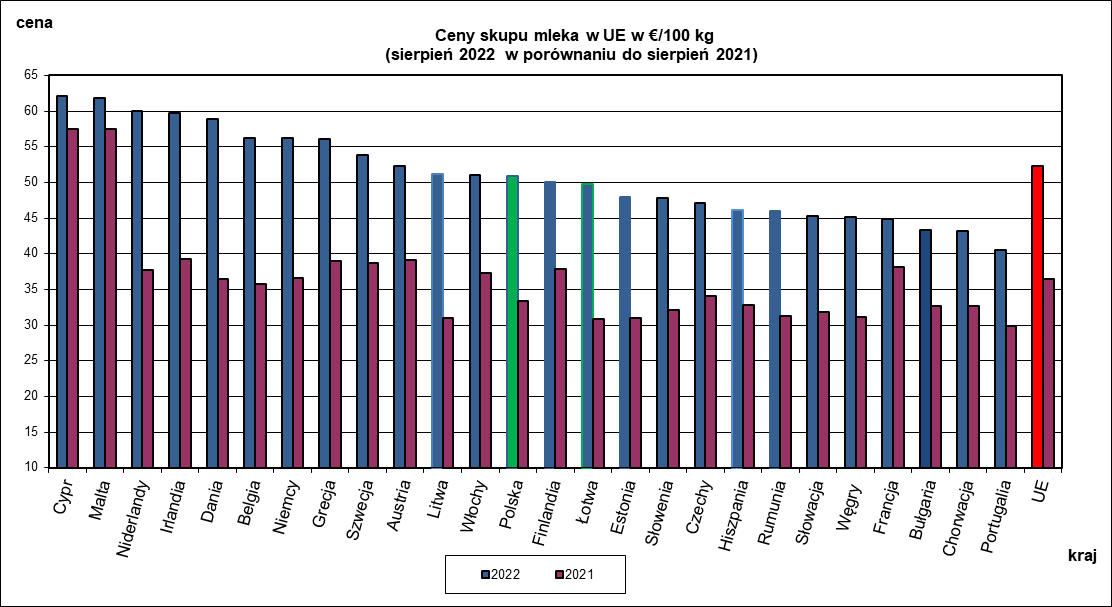 cena
Ceny skupu mleka w UE w €/100 kg
(sierpień 2022 w porównaniu do sierpień 2021)
65
60
55
50
45
40
35
30
25
20
15
10
Cypr
Malta
Niderlandy
Irlandia
Dania
Belgia
Niemcy
Grecja
Szwecja
Austria
Litwa
Włochy
Polska
Finlandia
Łotwa
Estonia
Słowenia
Czechy
Hiszpania
Rumunia
Słowacja
Węgry
Francja
Bułgaria
Chorwacja
Portugalia
UE
kraj
2022 2021